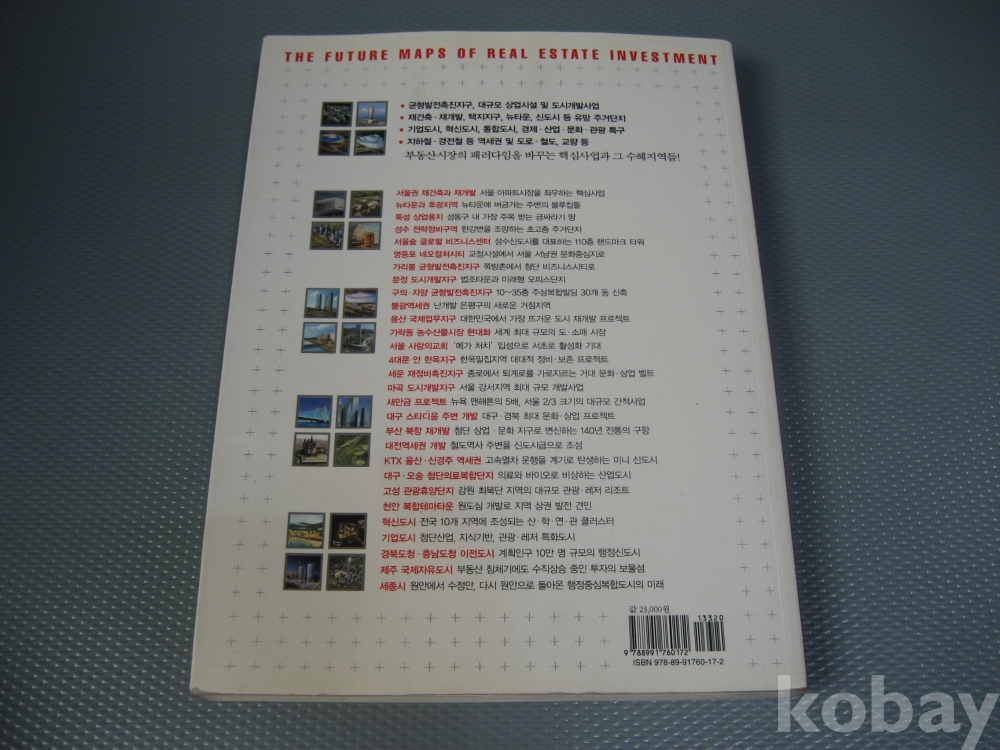 THE FUTURE MAPS OF REAL ESTATE INVESTMENT
• 균형발전촉진지구, 대규모 상업시설 및 도시개발사업
• 재건축·재개발, 택지지구, 뉴타운, 신도시 등 유망 주거단지
• 기업도시, 혁신도시, 통합도시, 경제·산업·문화·관광 특구
• 지하철·경전철 등 역세권 및 도로·철도, 교량 등
부동산시장의 패러다임을 바꾸는 핵심사업과 그 수혜지역들!
서울권 재건축과 재개발 서울 아파트시장을 좌우하는 핵심사업
뉴타운과 후광지역 뉴타운에 버금가는 주변의 블루칩들
뚝섬 상업용지 성동구 내 가장 주목 받는 금싸라기 땅
성수 전략정비구역 한강변을 조망하는 초고층 주거단지
서울숲 글로벌 비즈니스센터 성수신도시를 대표하는 110층 랜드마크 타워
영등포 네오컬처시티 교정시설에서 서울 서남권 문화중심지로
가리봉 균형발전촉진지구 쪽방촌에서 첨단 비즈니스시티로
문정 도시개발지구 법조타운과 미래형 오피스단지
구의·자양 균형발전촉진지구 10~35층 주상복합빌딩 30개 동 신축
불광역세권 난개발 은평구의 새로운 거점지역
용산 국제업무지구 대한민국에서 가장 뜨거운 도시 재개발 프로젝트
가락동 농수산물시장 현대화 세계 최대 규모의 도·소매 시장
서울 사랑의교회 '메가 처치' 입성으로 서초로 활성화 기대
4대문 안 한옥지구 한옥밀집지역 대대적 정비·보존 프로젝트
세운 재정비촉진지구 종로에서 퇴계로를 가로지르는 거대 문화·상업 벨트
마곡 도시개발지구 서울 강서지역 최대 규모 개발사업
새만금 프로젝트 뉴욕 맨해튼의 5배, 서울 2/3 크기의 대규모 간척사업
대구 스타디움 주변 개발 대구·경북 최대 문화·상업 프로젝트
부산 북항 재개발 첨단 상업·문화 지구로 변신하는 140년 전통의 구항
대전역세권 개발 철도역사 주변을 신도시급으로 조성
KTX 울산·신경주 역세권 고속열차 운행을 계기로 탄생하는 미니 신도시
대구·오송 첨단의료복합단지 의료와 바이오로 비상하는 산업도시
고성 관광휴양단지 강원 최북단 지역의 대규모 관광·레저 리조트
천안 복합테마타운 원도심 개발로 지역 상권 발전 견인
혁신도시 전국 10개 지역에 조성되는 산·학·연·관 클러스터
기업도시 첨단산업, 지식기반, 관광·레저 특화도시
경북도청·충남도청 이전도시 계획인구 10만 명 규모의 행정신도시
제주 국제자유도시 부동산 침체기에도 수직상승 중인 투자의 보물섬
세종시 원안에서 수정안, 다시 원안으로 돌아온 행정중심복합도시의 미래
값 23,000원
13320
9 788991 760172
ISBN 978-89-91760-17-2
kobay